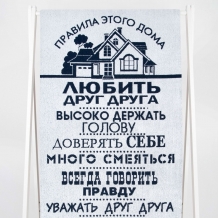 ПРАВИЛА ЭТОГО ДОМА
ЛЮБИТЬ
ДРУГ ДРУГА
ВЫСОКО ДЕРЖАТЬ
ГОЛОВУ
ДОВЕРЯТЬ СЕБЕ
МНОГО СМЕЯТЬСЯ
ВСЕГДА ГОВОРИТЬ
ПРАВДУ
УВАЖАТЬ ДРУГ ДРУГА